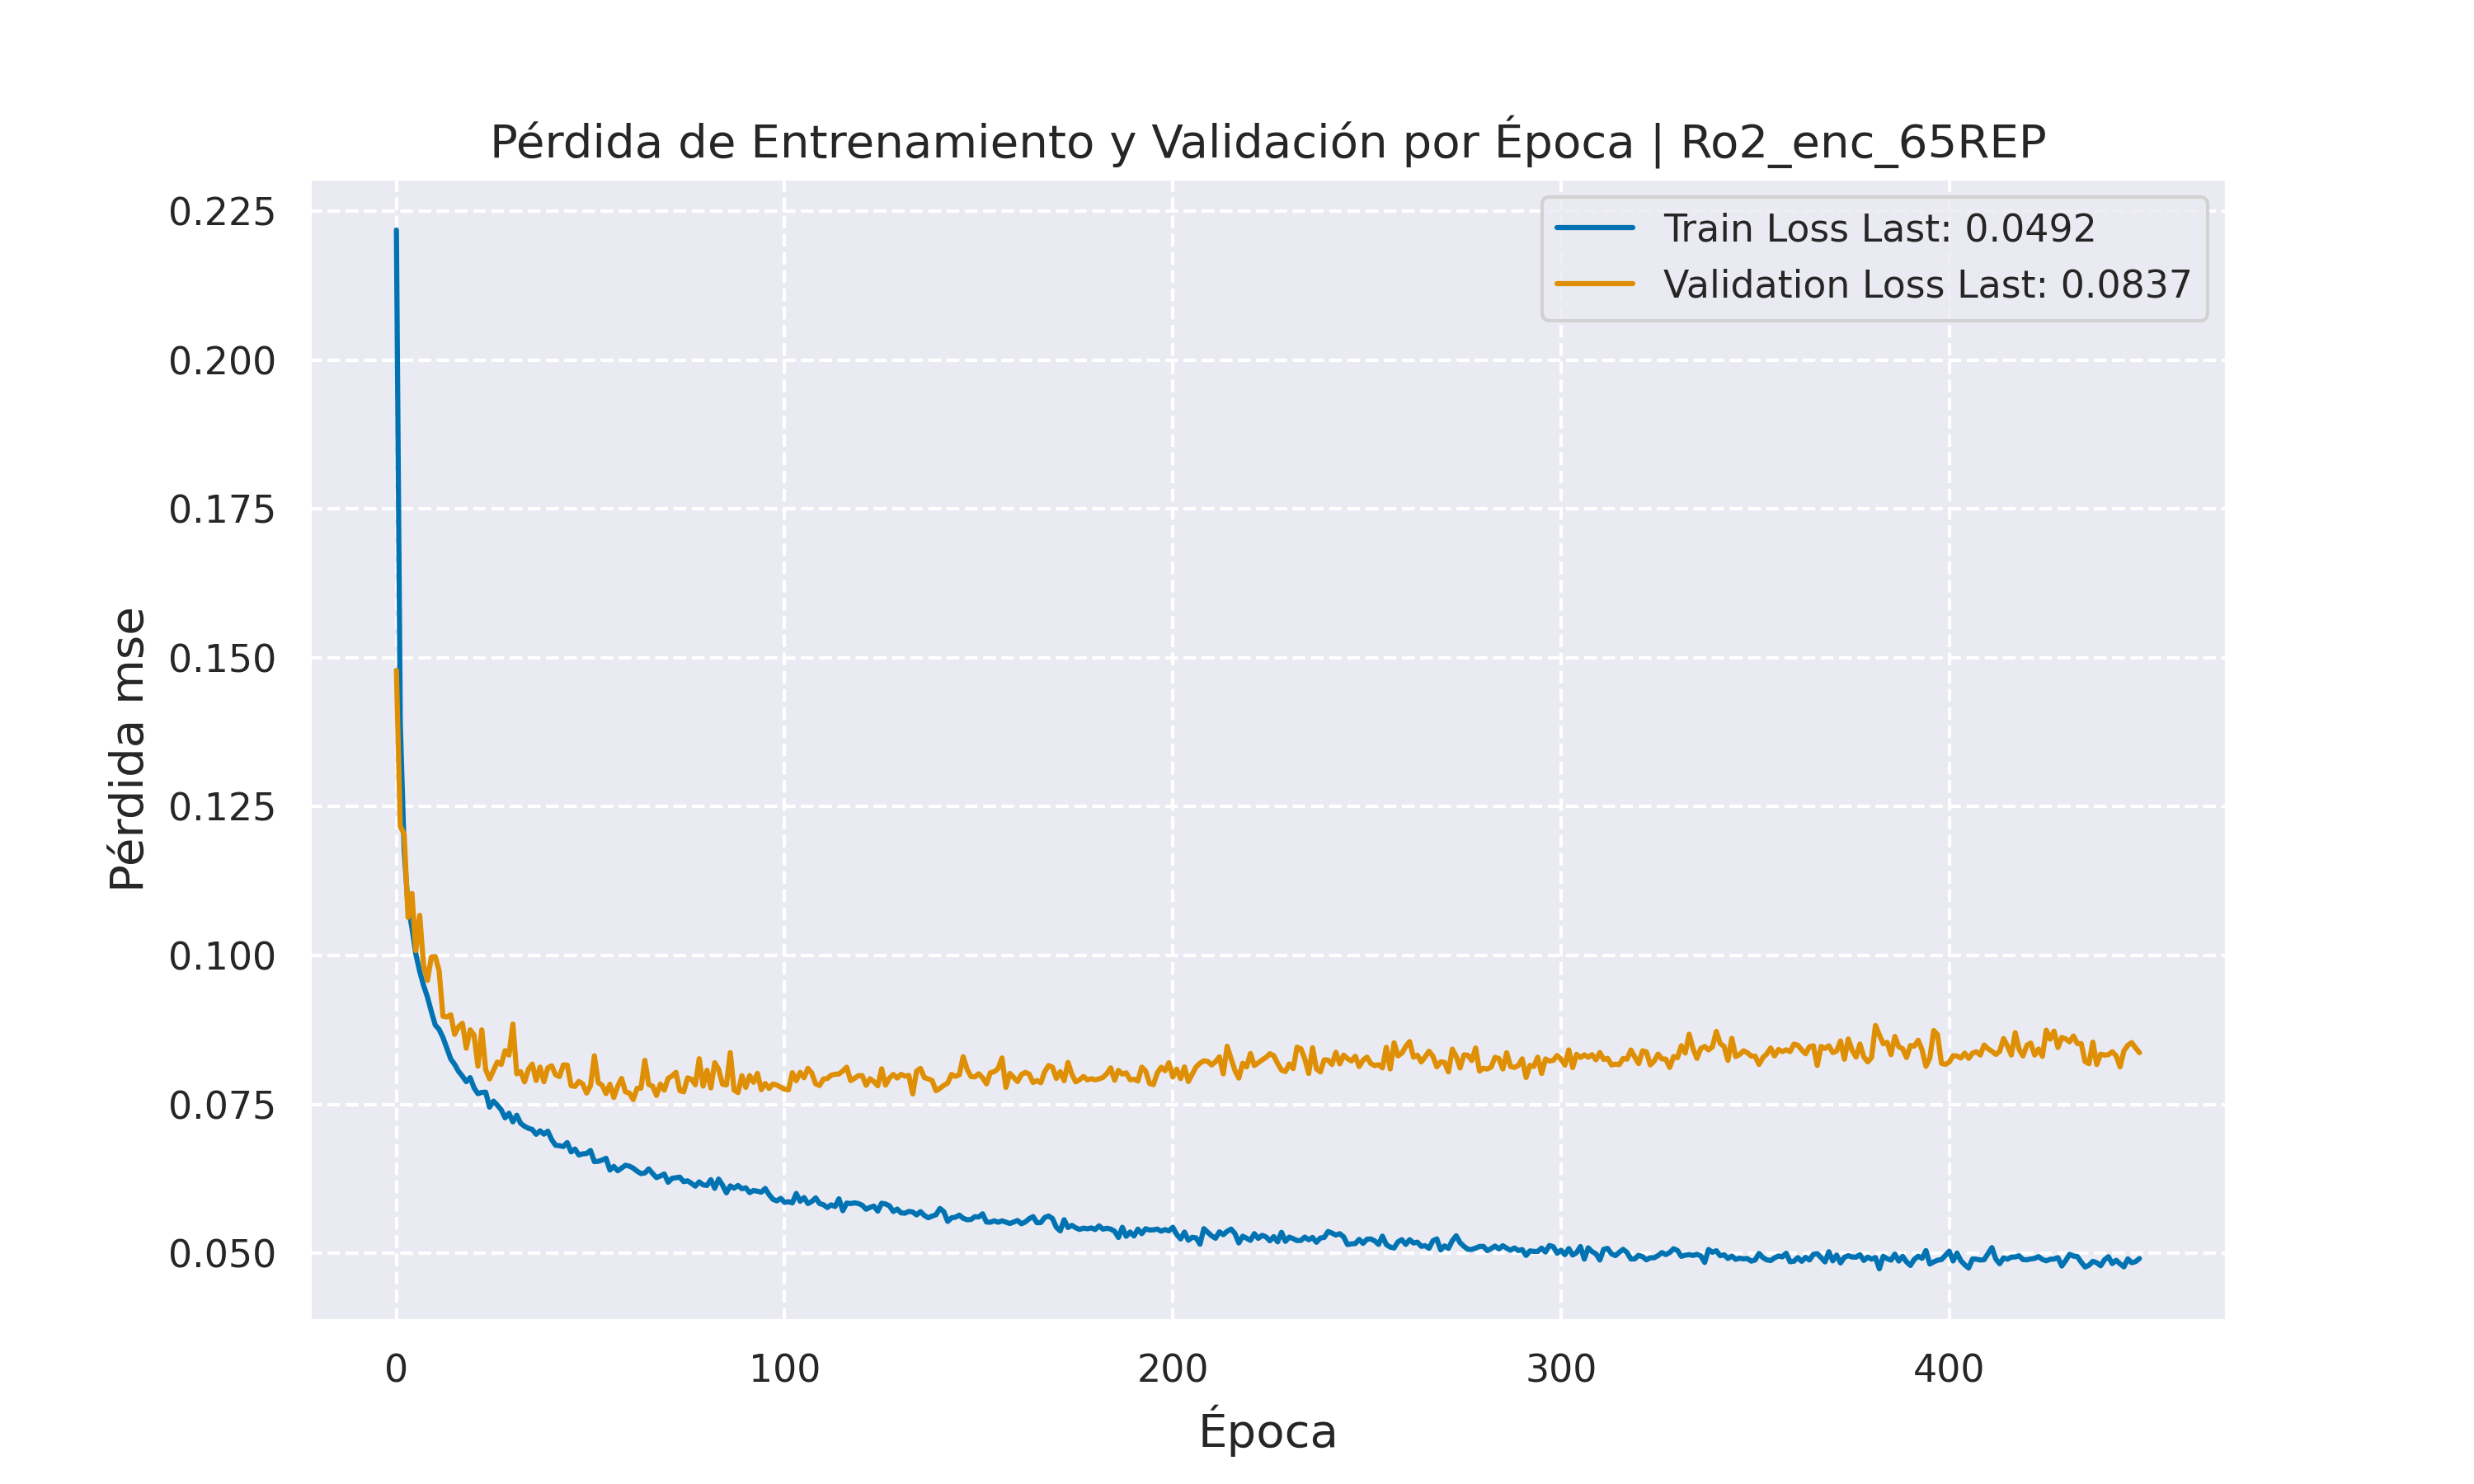 Pérdida de Entrenamiento y Validación por Época | Ro2_enc_65REP
Train Loss Last: 0.0492
Validation Loss Last: 0.0837
0.225
0.200
0.175
0.150
0.125
0.100
0.075
0.050
Pérdida mse
0 100 200 300 400
Época